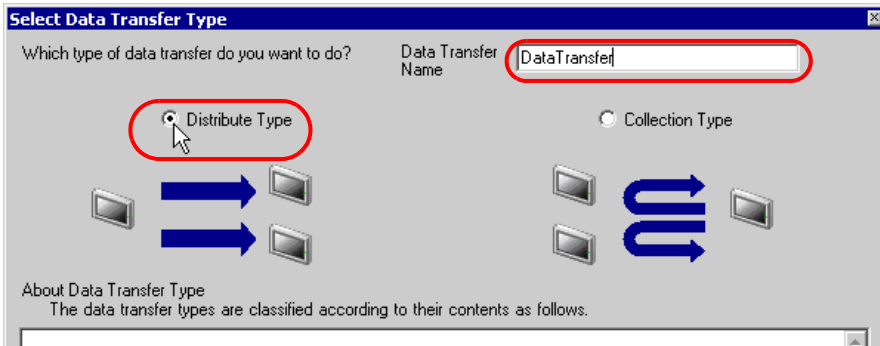 Select Data Transfer Type
Which type of data transfer do you want to do?
Data Transfer
Name
DataTransfer
Distribute Type
Collection Type
About Data Transfer Type
The data transfer types are classified according to their contents as follows.